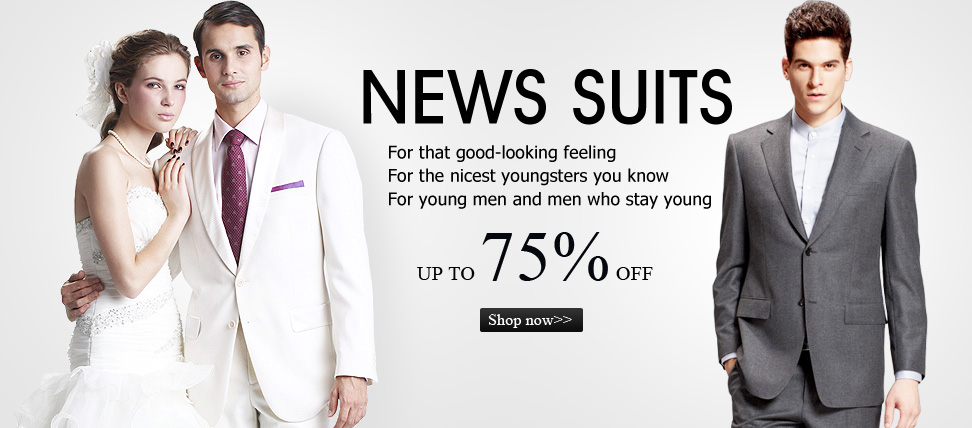 NEWS SUITS
For that good-looking feeling
For the nicest youngsters you know
For young men and men who stay young
UP TO 75% OFF
Shop now>>